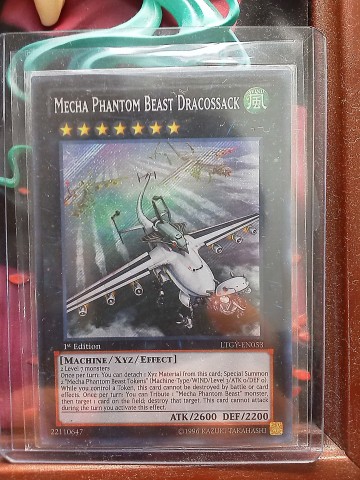 MECHA PHANTOM BEAST DRACOSSACK
WIND
風
1st Edition
LTGY-EN053
[MACHINE/XYZ/EFFECT]
2 Level 7 monsters
Once per turn: You can detach 1 Xyz Material from this card; Special Summon
2 "Mecha Phantom Beast Tokens" (Machine-Type/WIND/Level 3/ATK 0/DEF 0).
While you control a Token, this card cannot be destroyed by battle or card
effects. Once per turn: You can Tribute 1 "Mecha Phantom Beast" monster,
then target 1 card on the field; destroy that target. This card cannot attack
during the turn you activate this effect.
ATK/2600 DEF/2200
22110647
©1996 KAZUKI TAKAHASHI